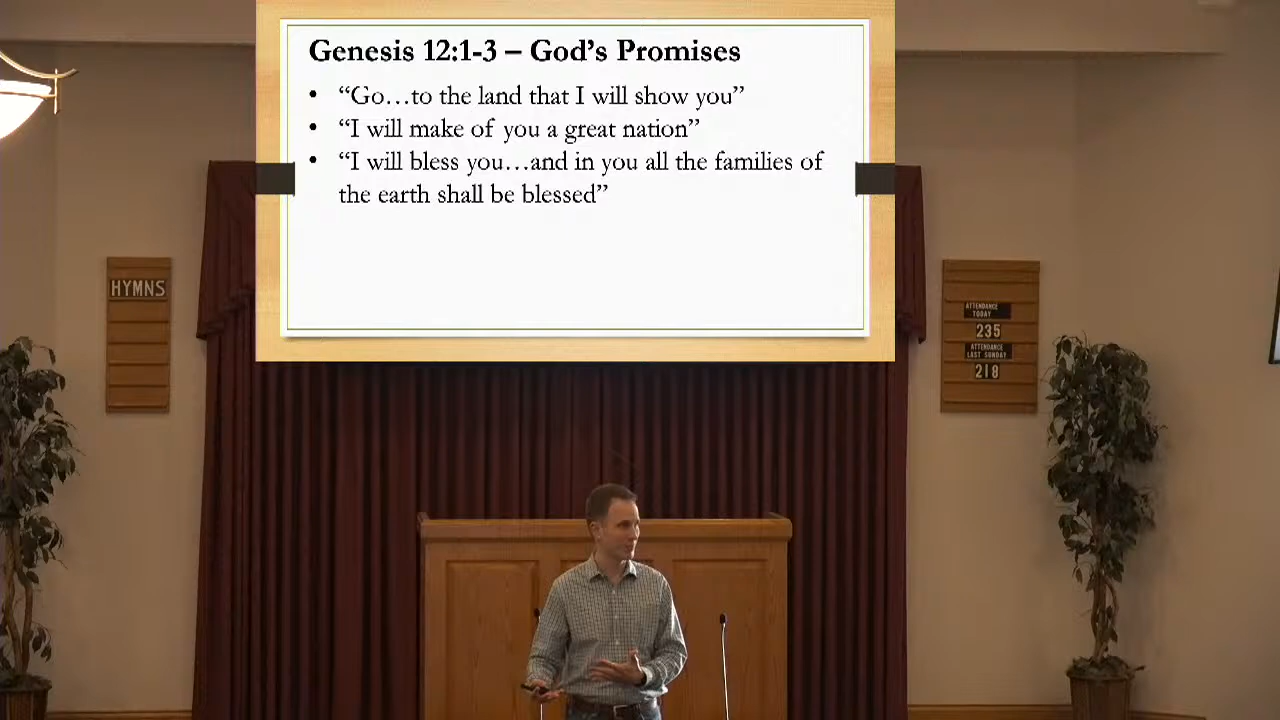 Genesis 12:1-3 – God's Promises
• “Go…to the land that I will show you”
• “I will make of you a great nation”
• “I will bless you…and in you all the families of
the earth shall be blessed”
HYMNS
ATTENDANCE
TODAY
235
ATTENDANCE
LAST SUNDAY
218